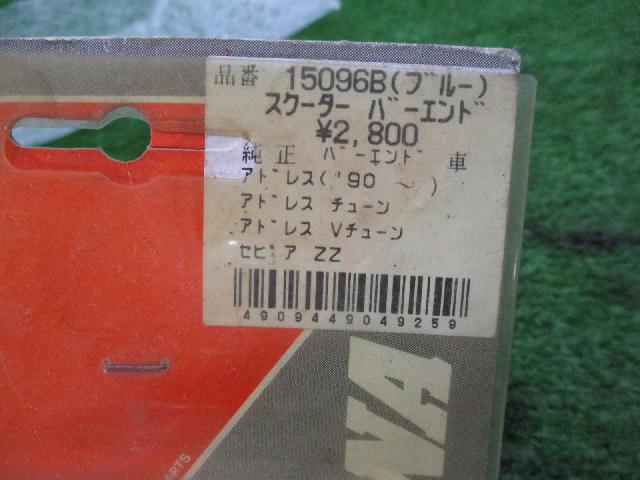 品番 15096B(ブルー)
スクーター バーエンド
¥2,800
純正 バーエンド 車
アドレス('90 ～ )
アドレス チューン
アドレス Vチューン
セピア ZZ
4909449049259
NA
PARTS